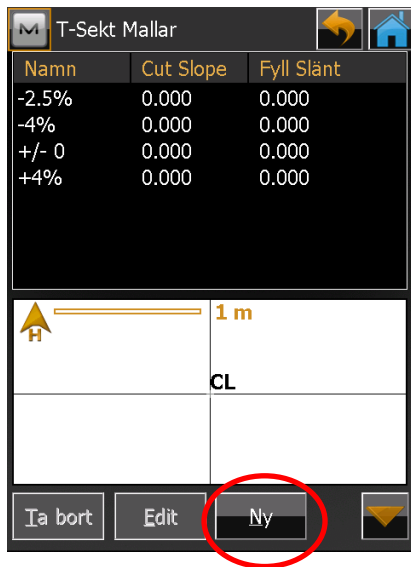 M T-Sekt Mallar
Namn Cut Slope Fyll Slänt
-2.5% 0.000 0.000
-4% 0.000 0.000
+/- 0 0.000 0.000
+4% 0.000 0.000
1 m
H
CL
Ta bort Edit Ny